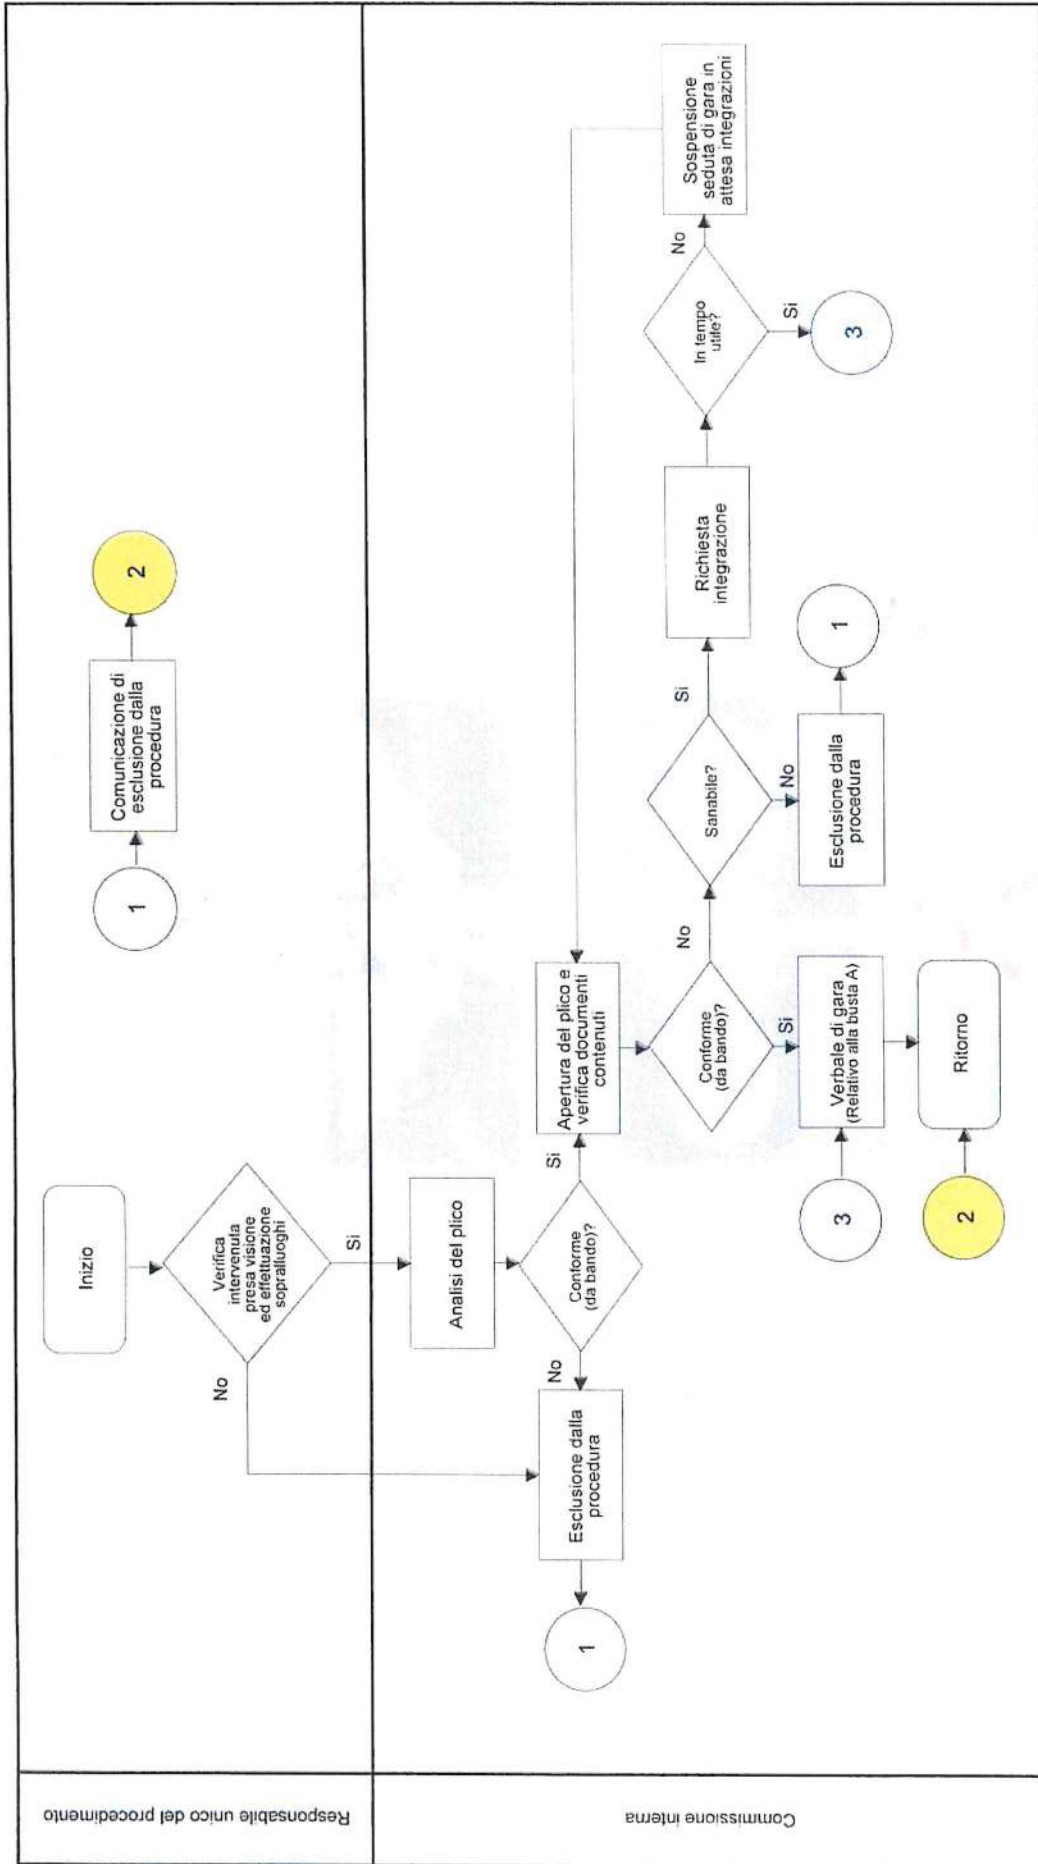 Responsabile unico del procedimento
Inizio
Verifica
intervenuta
presa visione
ed effettuazione
sopralluoghi
No
Si
1
Comunicazione di
esclusione dalla
procedura
2
Commissione interna
Analisi del plico
Conforme
(da bando)?
No
Si
Esclusione dalla
procedura
1
Apertura del plico e
verifica documenti
contenuti
Conforme
(da bando)?
No
Si
Sanabile?
Si
No
Richiesta
integrazione
In tempo
utile?
No
Si
Sospensione
seduta di gara in
attesa integrazioni
3
Esclusione dalla
procedura
1
3
Verbale di gara
(Relativo alla busta A)
2
Ritorno